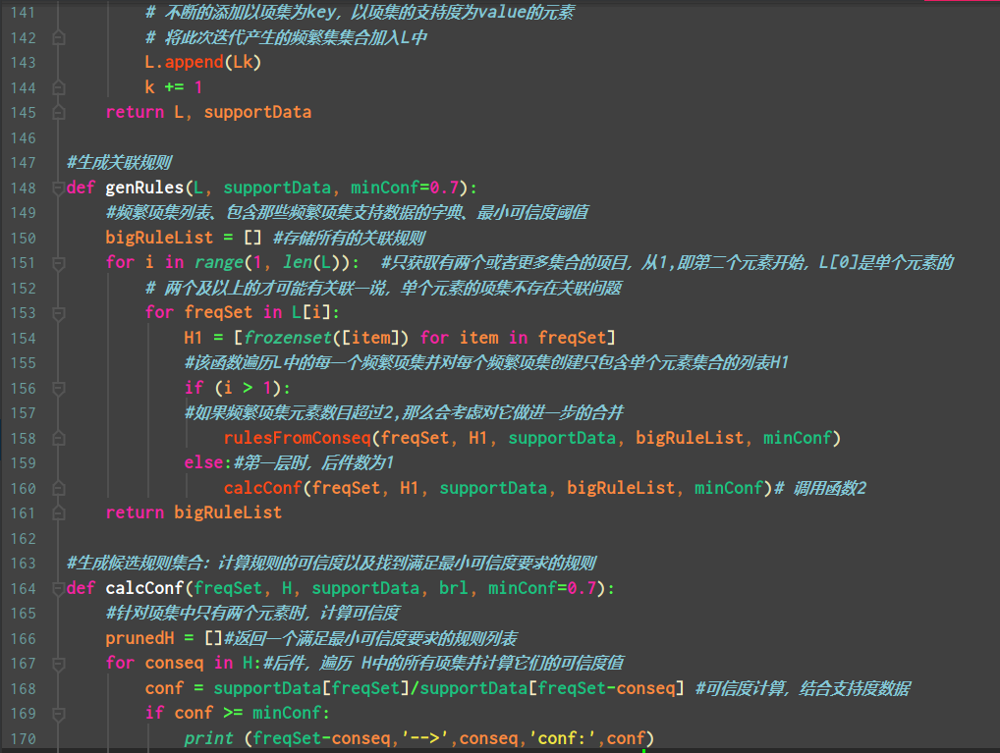 141 # 不断的添加以项集为key，以项集的支持度为value的元素
142 # 将此次迭代产生的频繁集集合加入L中
143 L.append(Lk)
144 k += 1
145 return L, supportData
146
147 #生成关联规则
148 def genRules(L, supportData, minConf=0.7):
149 #频繁项集列表、包含那些频繁项集支持数据的字典、最小可信度阈值
150 bigRuleList = [] #存储所有的关联规则
151 for i in range(1, len(L)): #只获取有两个或者更多集合的项目，从1,即第二个元素开始，L[0]是单个元素的
152 # 两个及以上的才可能有关联一说，单个元素的项集不存在关联问题
153 for freqSet in L[i]:
154 H1 = [frozenset([item]) for item in freqSet]
155 #该函数遍历L中的每一个频繁项集并对每个频繁项集创建只包含单个元素集合的列表H1
156 if (i > 1):
157 #如果频繁项集元素数目超过2,那么会考虑对它做进一步的合并
158 rulesFromConseq(freqSet, H1, supportData, bigRuleList, minConf)
159 else:#第一层时，后件数为1
160 calcConf(freqSet, H1, supportData, bigRuleList, minConf)# 调用函数2
161 return bigRuleList
162
163 #生成候选规则集合：计算规则的可信度以及找到满足最小可信度要求的规则
164 def calcConf(freqSet, H, supportData, brl, minConf=0.7):
165 #针对项集中只有两个元素时，计算可信度
166 prunedH = []#返回一个满足最小可信度要求的规则列表
167 for conseq in H:#后件，遍历 H中的所有项集并计算它们的可信度值
168 conf = supportData[freqSet]/supportData[freqSet-conseq] #可信度计算，结合支持度数据
169 if conf >= minConf:
170 print (freqSet-conseq,'-->',conseq,'conf:',conf)